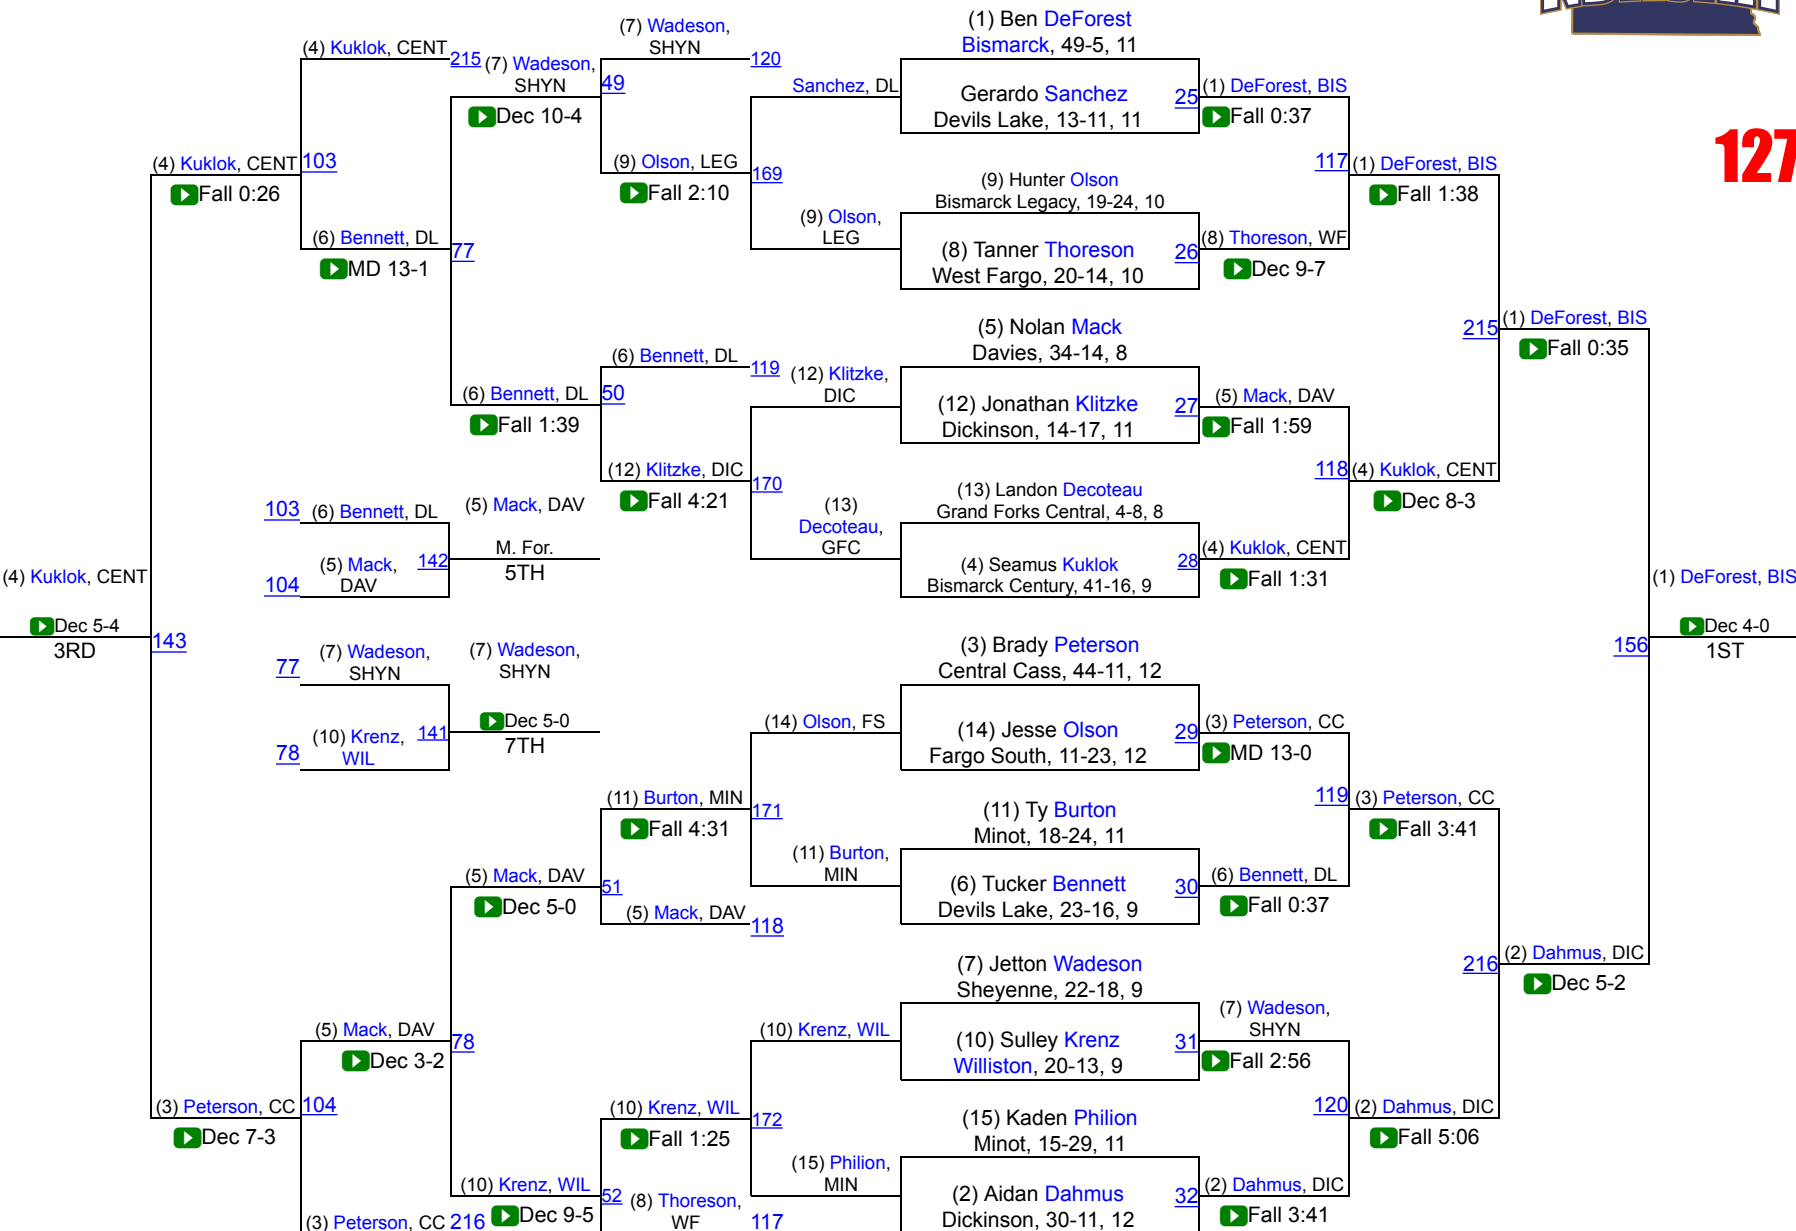 (4) Kuklok, CENT
215
(7) Wadeson,
SHYN
49
Dec 10-4
(7) Wadeson,
SHYN
120
(4) Kuklok, CENT
103
Fall 0:26
(6) Bennett, DL
77
MD 13-1
(9) Olson, LEG
169
Fall 2:10
(6) Bennett, DL
119
(6) Bennett, DL
50
Fall 1:39
(12) Klitzke, DIC
170
Fall 4:21
Sanchez, DL
(9) Olson,
LEG
(12) Klitzke,
DIC
(13)
Decoteau,
GFC
(1) Ben DeForest
Bismarck, 49-5, 11
Gerardo Sanchez
Devils Lake, 13-11, 11
25
(1) DeForest, BIS
Fall 0:37
(9) Hunter Olson
Bismarck Legacy, 19-24, 10
(8) Tanner Thoreson
West Fargo, 20-14, 10
26
(8) Thoreson, WF
Dec 9-7
117
(1) DeForest, BIS
Fall 1:38
127
(5) Nolan Mack
Davies, 34-14, 8
(12) Jonathan Klitzke
Dickinson, 14-17, 11
27
(5) Mack, DAV
Fall 1:59
(13) Landon Decoteau
Grand Forks Central, 4-8, 8
(4) Seamus Kuklok
Bismarck Century, 41-16, 9
28
(4) Kuklok, CENT
Fall 1:31
118
(4) Kuklok, CENT
Dec 8-3
215
(1) DeForest, BIS
Fall 0:35
103
(6) Bennett, DL
104
(5) Mack,
DAV
142
(5) Mack, DAV
M. For.
5TH
(4) Kuklok, CENT
Dec 5-4
3RD
143
77
(7) Wadeson,
SHYN
78
(10) Krenz,
WIL
141
(7) Wadeson,
SHYN
Dec 5-0
7TH
(1) DeForest, BIS
156
Dec 4-0
1ST
(3) Brady Peterson
Central Cass, 44-11, 12
(14) Jesse Olson
Fargo South, 11-23, 12
29
(3) Peterson, CC
MD 13-0
(14) Olson, FS
(11) Burton, MIN
171
Fall 4:31
(11) Burton,
MIN
(11) Ty Burton
Minot, 18-24, 11
(6) Tucker Bennett
Devils Lake, 23-16, 9
30
(6) Bennett, DL
Fall 0:37
119
(3) Peterson, CC
Fall 3:41
(5) Mack, DAV
51
Dec 5-0
(5) Mack, DAV
118
216
(2) Dahmus, DIC
Dec 5-2
(7) Jetton Wadeson
Sheyenne, 22-18, 9
(10) Sulley Krenz
Williston, 20-13, 9
31
(7) Wadeson,
SHYN
Fall 2:56
(5) Mack, DAV
78
Dec 3-2
(10) Krenz, WIL
(3) Peterson, CC
104
Dec 7-3
(10) Krenz, WIL
172
Fall 1:25
(15) Kaden Philion
Minot, 15-29, 11
120
(2) Dahmus, DIC
Fall 5:06
(15) Philion,
MIN
(2) Aidan Dahmus
Dickinson, 30-11, 12
32
(2) Dahmus, DIC
Fall 3:41
(10) Krenz, WIL
52
Dec 9-5
(8) Thoreson,
WF
117
(3) Peterson, CC
216